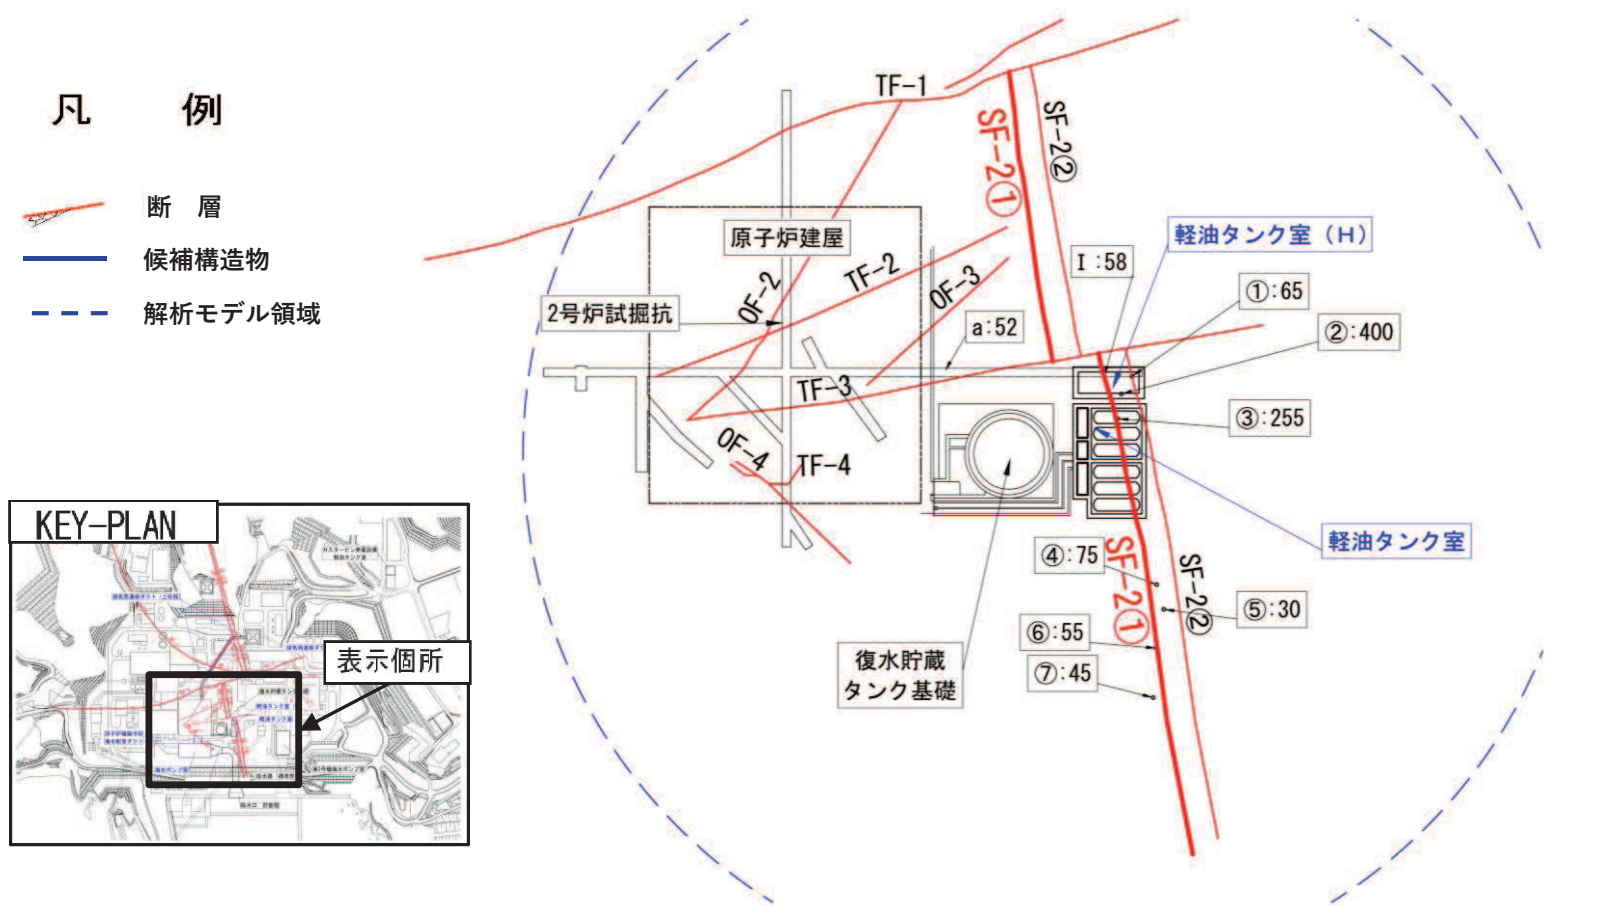 凡 例
断 層
候補構造物
解析モデル領域
TF-1
SF-2①
SF-2②
原子炉建屋
軽油タンク室（H）
I:58
①:65
②:400
OF-2
TF-2
OF-3
2号炉試掘坑
a:52
TF-3
③:255
OF-4
TF-4
軽油タンク室
④:75
SF-2①
SF-2②
⑤:30
⑥:55
⑦:45
復水貯蔵
タンク基礎
KEY-PLAN
表示個所